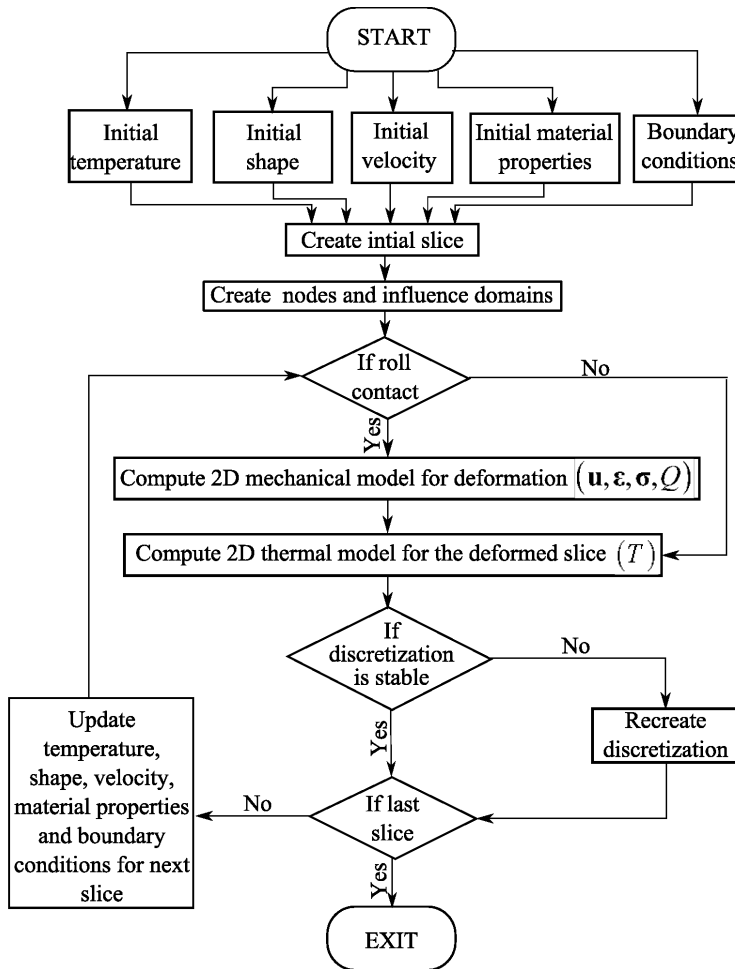 START
Initial
temperature
Initial
shape
Initial
velocity
Initial material
properties
Boundary
conditions
Create intial slice
Create nodes and influence domains
If roll
contact
No
Yes
Compute 2D mechanical model for deformation (u, ε, σ, Q)
Compute 2D thermal model for the deformed slice (T)
If
discretization
is stable
No
Yes
Recreate
discretization
Update
temperature,
shape, velocity,
material properties
and boundary
conditions for next
slice
No
If last
slice
Yes
EXIT